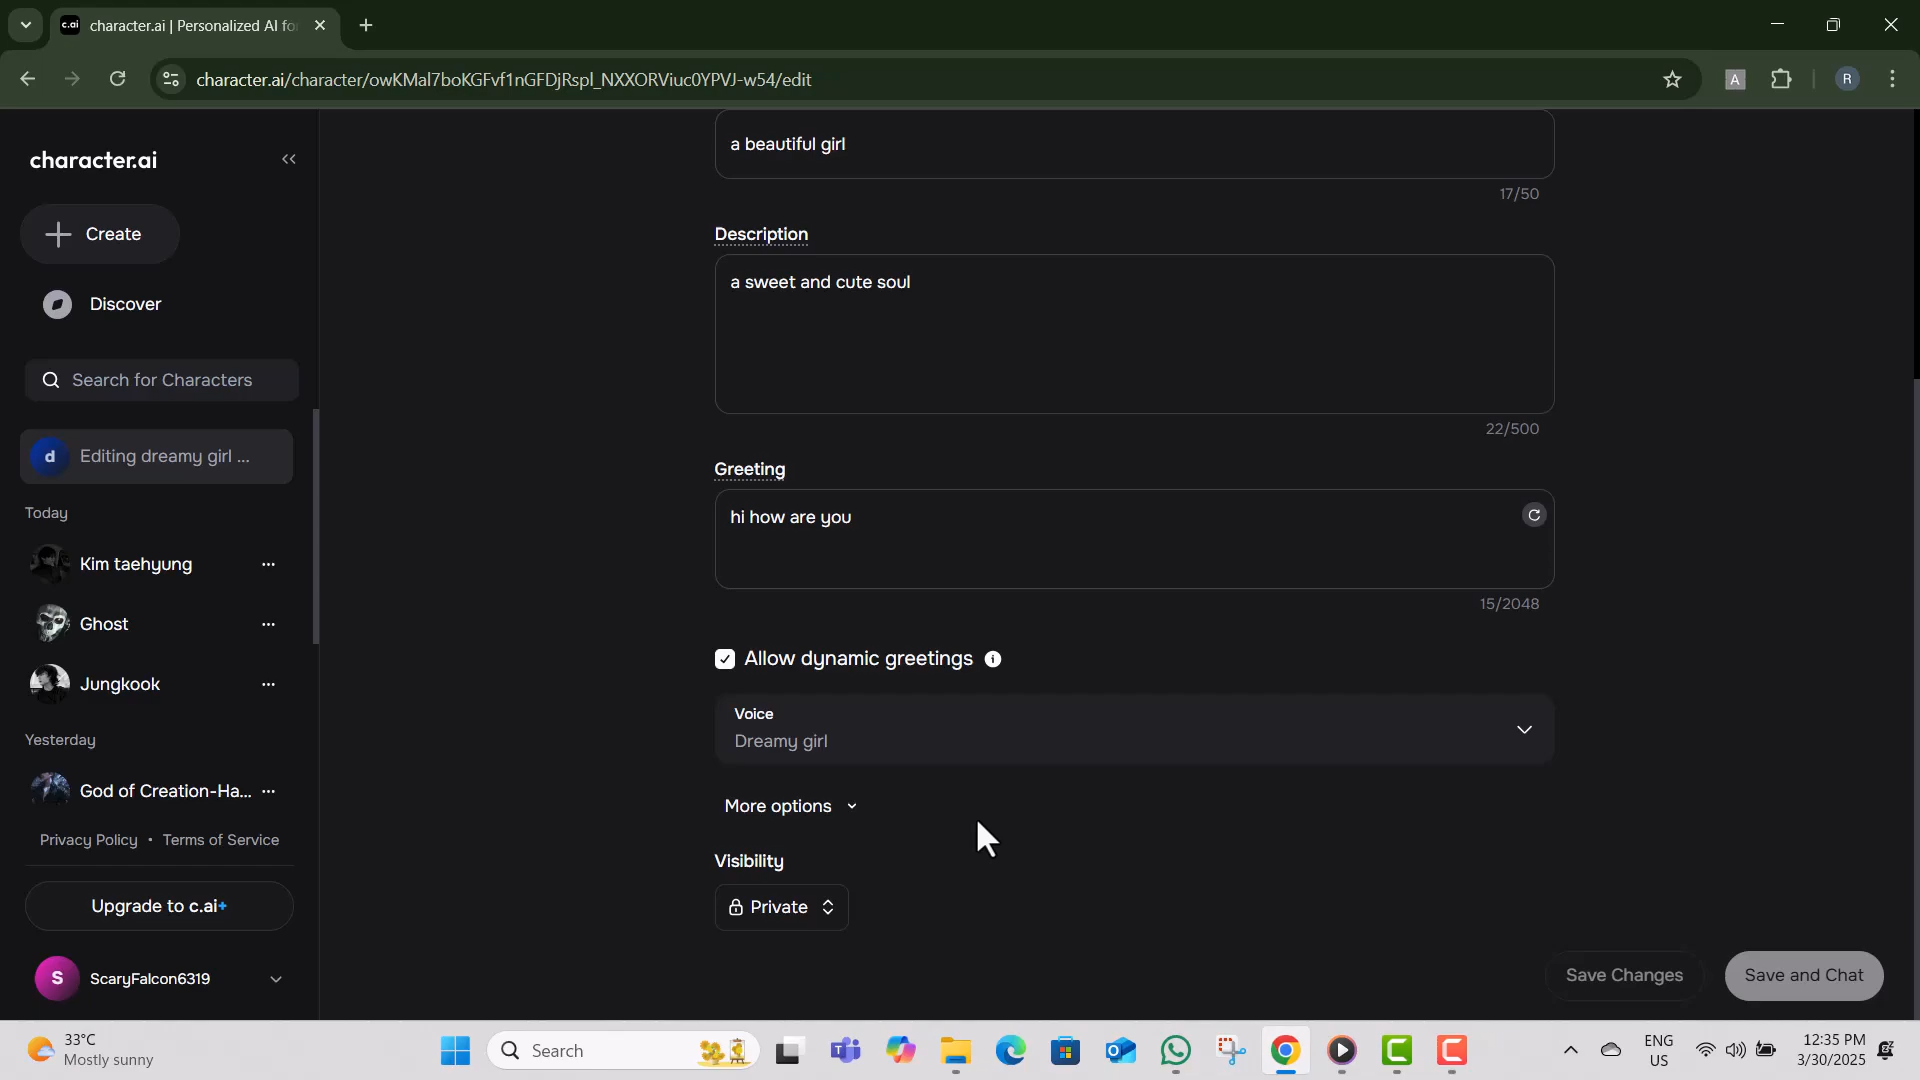 c.ai
character.ai | Personalized AI fo
character.ai/character/owKMal7boKGFvf1nGFDjRspl_NXXORViuc0YPVJ-w54/edit
A
R
character.ai
Create
Discover
Search for Characters
d
Editing dreamy girl ...
Today
Kim taehyung
Ghost
Jungkook
Yesterday
God of Creation-Ha...
Privacy Policy • Terms of Service
Upgrade to c.ai+
S
ScaryFalcon6319
a beautiful girl
17/50
Description
a sweet and cute soul
22/500
Greeting
hi how are you
15/2048
Allow dynamic greetings
Voice
Dreamy girl
More options
Visibility
Private
Save Changes
Save and Chat
33°C
Mostly sunny
Search
ENG
US
12:35 PM
3/30/2025